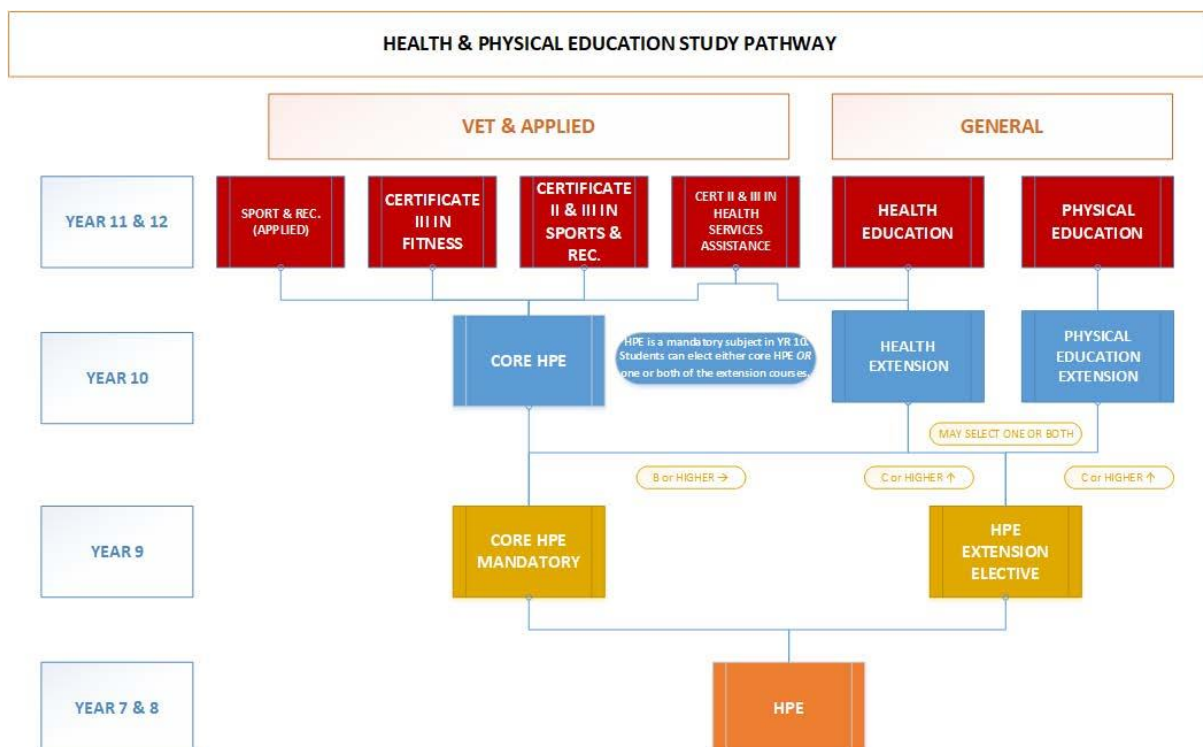 HEALTH & PHYSICAL EDUCATION STUDY PATHWAY
VET & APPLIED
GENERAL
YEAR 11 & 12
SPORT & REC.
(APPLIED)
CERTIFICATE
III IN
FITNESS
CERTIFICATE
II & III IN
SPORTS &
REC.
CERT II & III IN
HEALTH
SERVICES
ASSISTANCE
HEALTH
EDUCATION
PHYSICAL
EDUCATION
YEAR 10
CORE HPE
HPE is a mandatory subject in YR 10.
Students can elect either core HPE OR
one or both of the extension courses.
HEALTH
EXTENSION
PHYSICAL
EDUCATION
EXTENSION
MAY SELECT ONE OR BOTH
B or HIGHER →
C or HIGHER ↑
C or HIGHER ↑
YEAR 9
CORE HPE
MANDATORY
HPE
EXTENSION
ELECTIVE
YEAR 7 & 8
HPE